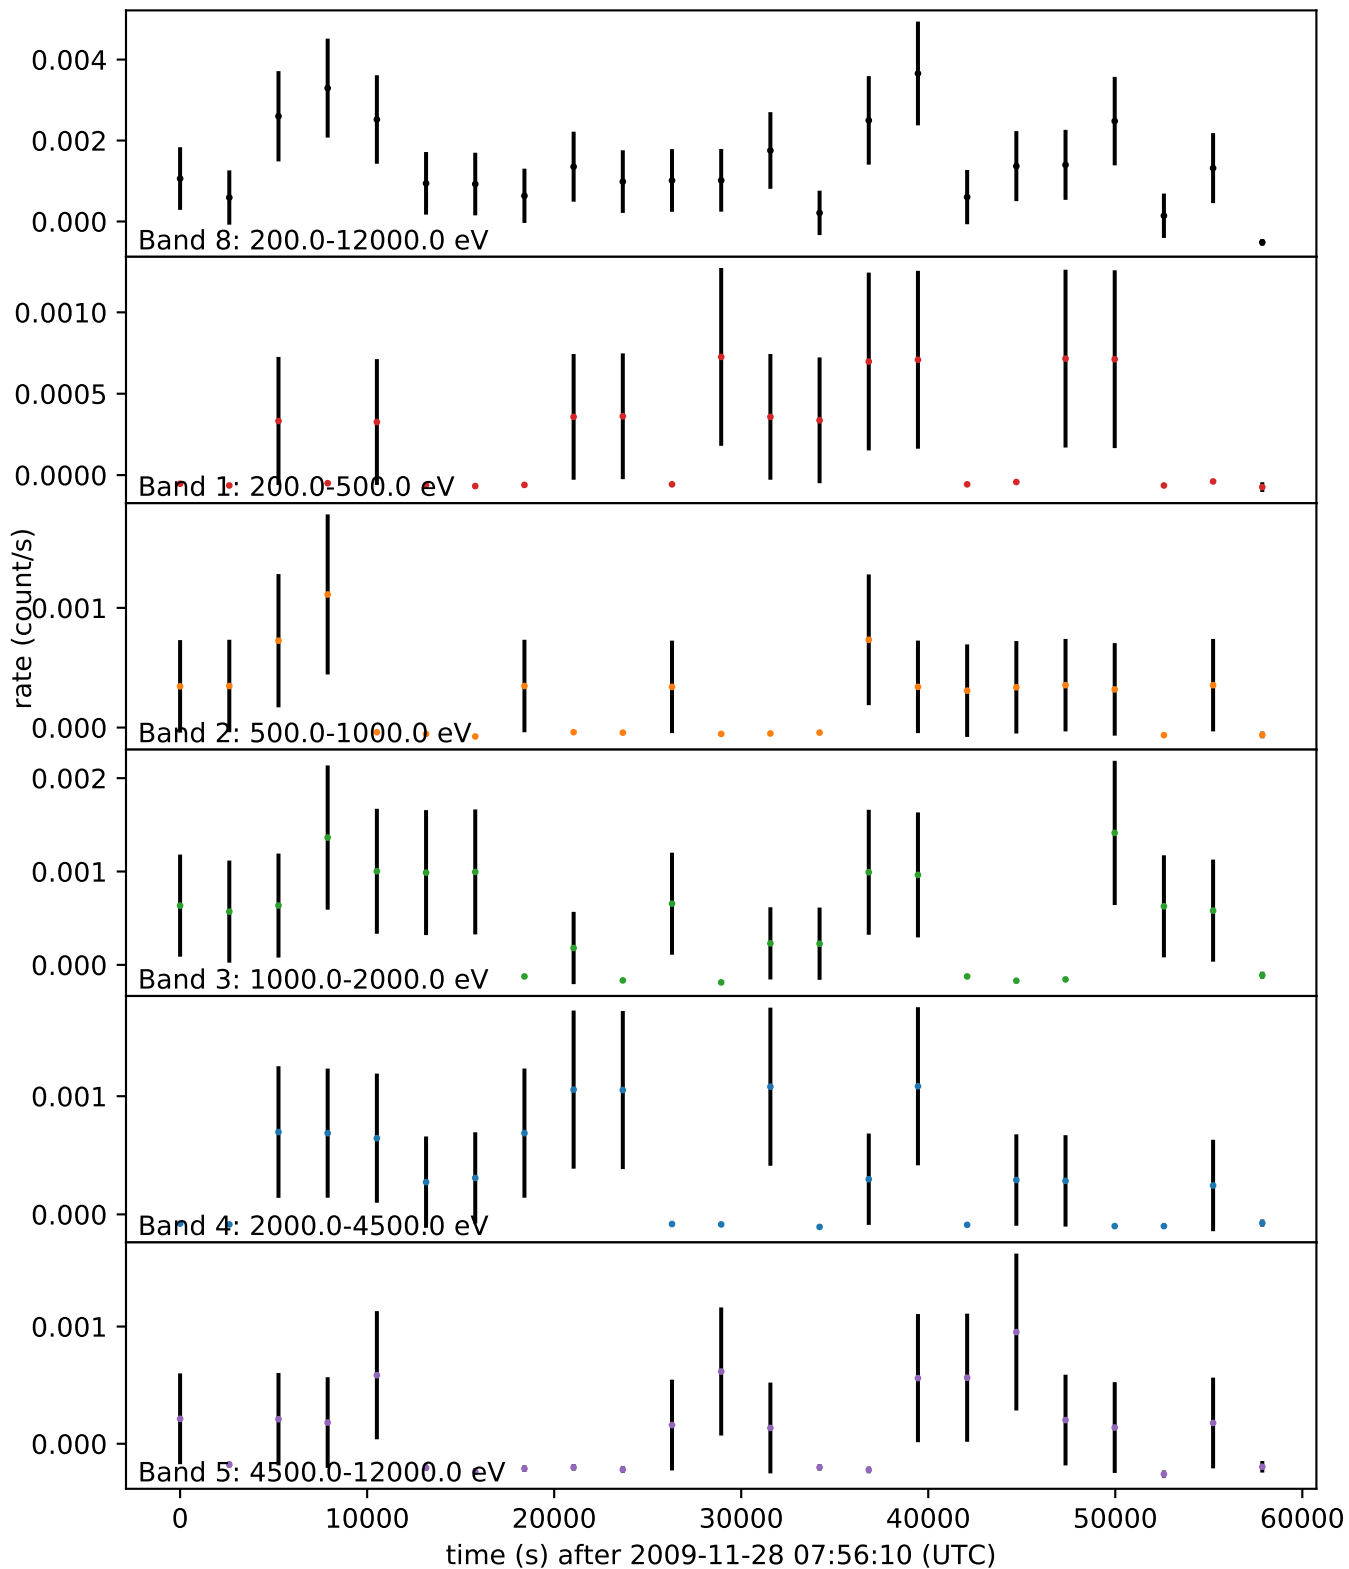 0.004
0.002
0.000
Band 8: 200.0-12000.0 eV
0.0010
0.0005
0.0000
Band 1: 200.0-500.0 eV
rate (count/s)
0.001
0.000
Band 2: 500.0-1000.0 eV
0.002
0.001
0.000
Band 3: 1000.0-2000.0 eV
0.001
0.000
Band 4: 2000.0-4500.0 eV
0.001
0.000
Band 5: 4500.0-12000.0 eV
0 10000 20000 30000 40000 50000 60000
time (s) after 2009-11-28 07:56:10 (UTC)